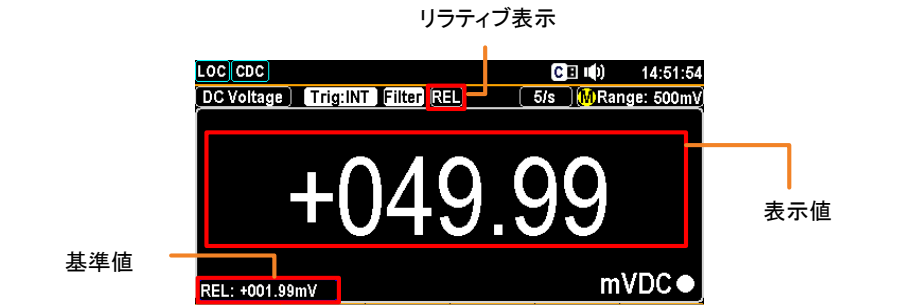 リラティブ表示
LOC CDC C 14:51:54
DC Voltage Trig:INT Filter REL 5/s M Range: 500mV
+049.99
表示値
基準値
REL: +001.99mV mVDC